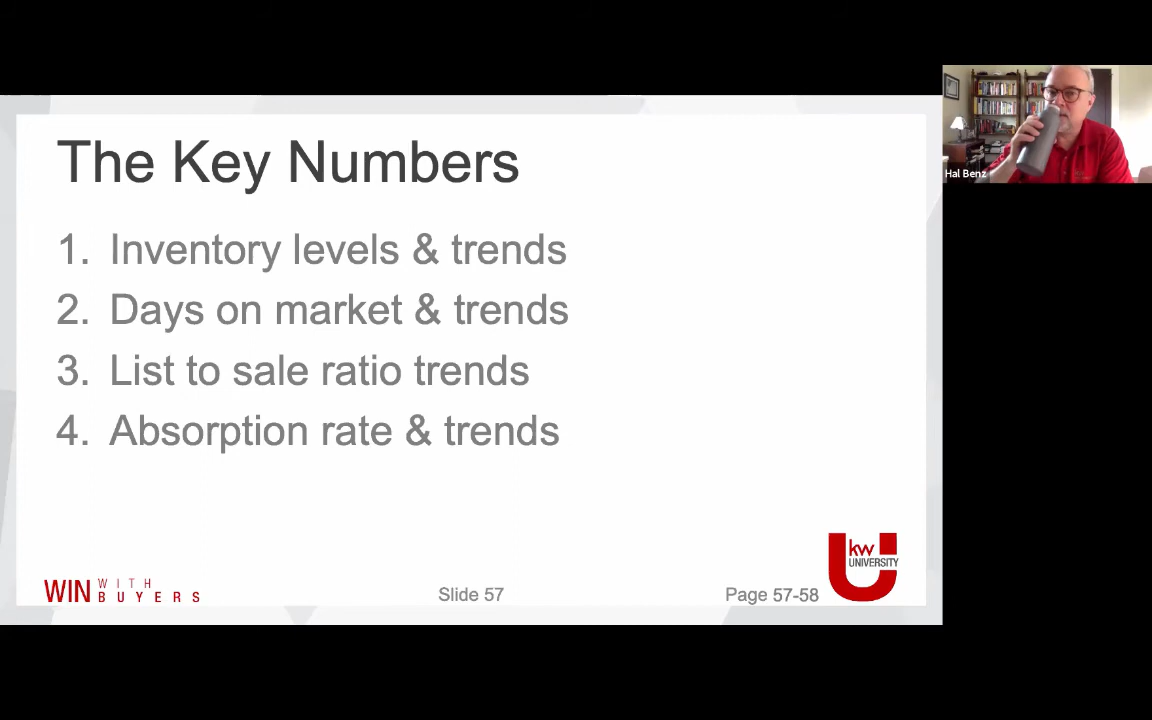 The Key Numbers
1. Inventory levels & trends
2. Days on market & trends
3. List to sale ratio trends
4. Absorption rate & trends
WIN WITH BUYERS
Slide 57
Page 57-58
kw
UNIVERSITY
Hal Benz